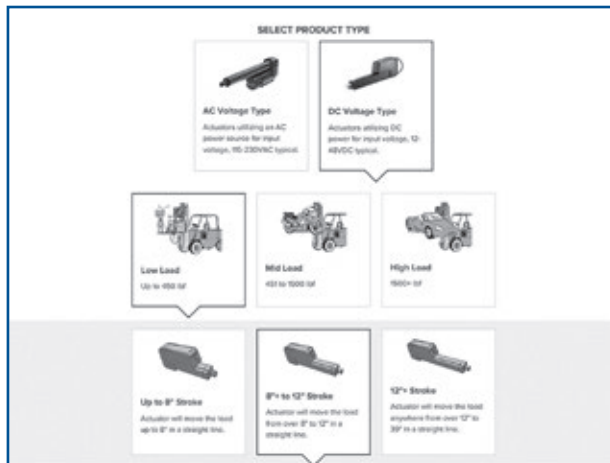 SELECT PRODUCT TYPE
AC Voltage Type
Actuators utilizing an AC
power source for input
voltage, 115-230VAC typical.
DC Voltage Type
Actuators utilizing DC
power for input voltage, 12-
48VDC typical.
Low Load
Up to 450 lbf
Mid Load
451 to 1500 lbf
High Load
1500+ lbf
Up to 8" Stroke
Actuator will move the load
up to 8" in a straight line.
8"+ to 12" Stroke
Actuator will move the load
from over 8" to 12" in a
straight line.
12"+ Stroke
Actuator will move the load
anywhere from over 12" to
39" in a straight line.